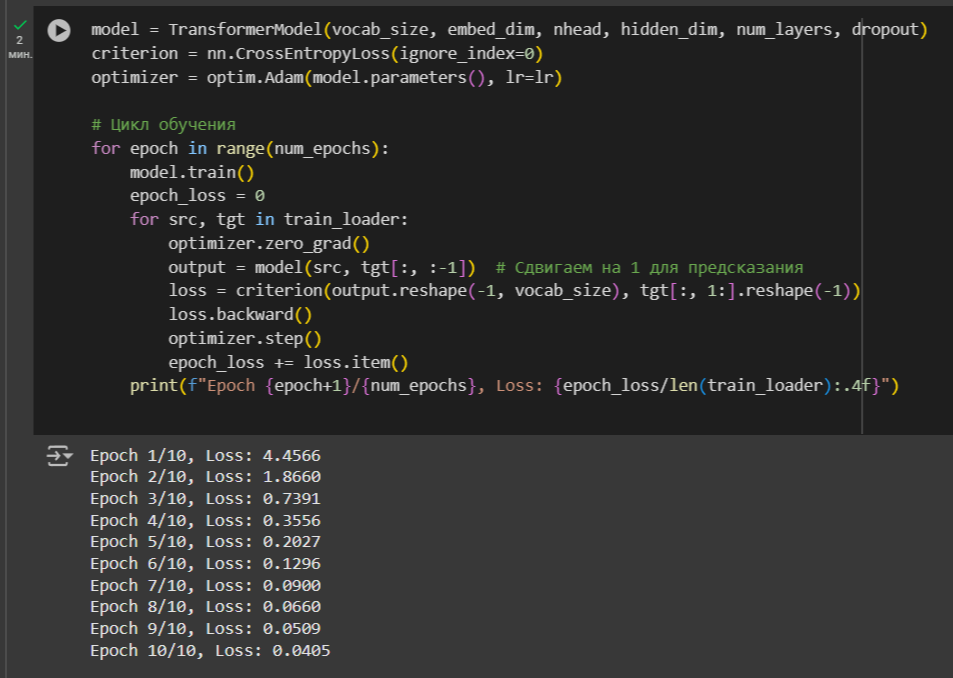 2
мин.
model = TransformerModel(vocab_size, embed_dim, nhead, hidden_dim, num_layers, dropout)
criterion = nn.CrossEntropyLoss(ignore_index=0)
optimizer = optim.Adam(model.parameters(), lr=lr)

# Цикл обучения
for epoch in range(num_epochs):
    model.train()
    epoch_loss = 0
    for src, tgt in train_loader:
        optimizer.zero_grad()
        output = model(src, tgt[:, :-1])  # Сдвигаем на 1 для предсказания
        loss = criterion(output.reshape(-1, vocab_size), tgt[:, 1:].reshape(-1))
        loss.backward()
        optimizer.step()
        epoch_loss += loss.item()
    print(f"Epoch {epoch+1}/{num_epochs}, Loss: {epoch_loss/len(train_loader):.4f}")

Epoch 1/10, Loss: 4.4566
Epoch 2/10, Loss: 1.8660
Epoch 3/10, Loss: 0.7391
Epoch 4/10, Loss: 0.3556
Epoch 5/10, Loss: 0.2027
Epoch 6/10, Loss: 0.1296
Epoch 7/10, Loss: 0.0900
Epoch 8/10, Loss: 0.0660
Epoch 9/10, Loss: 0.0509
Epoch 10/10, Loss: 0.0405